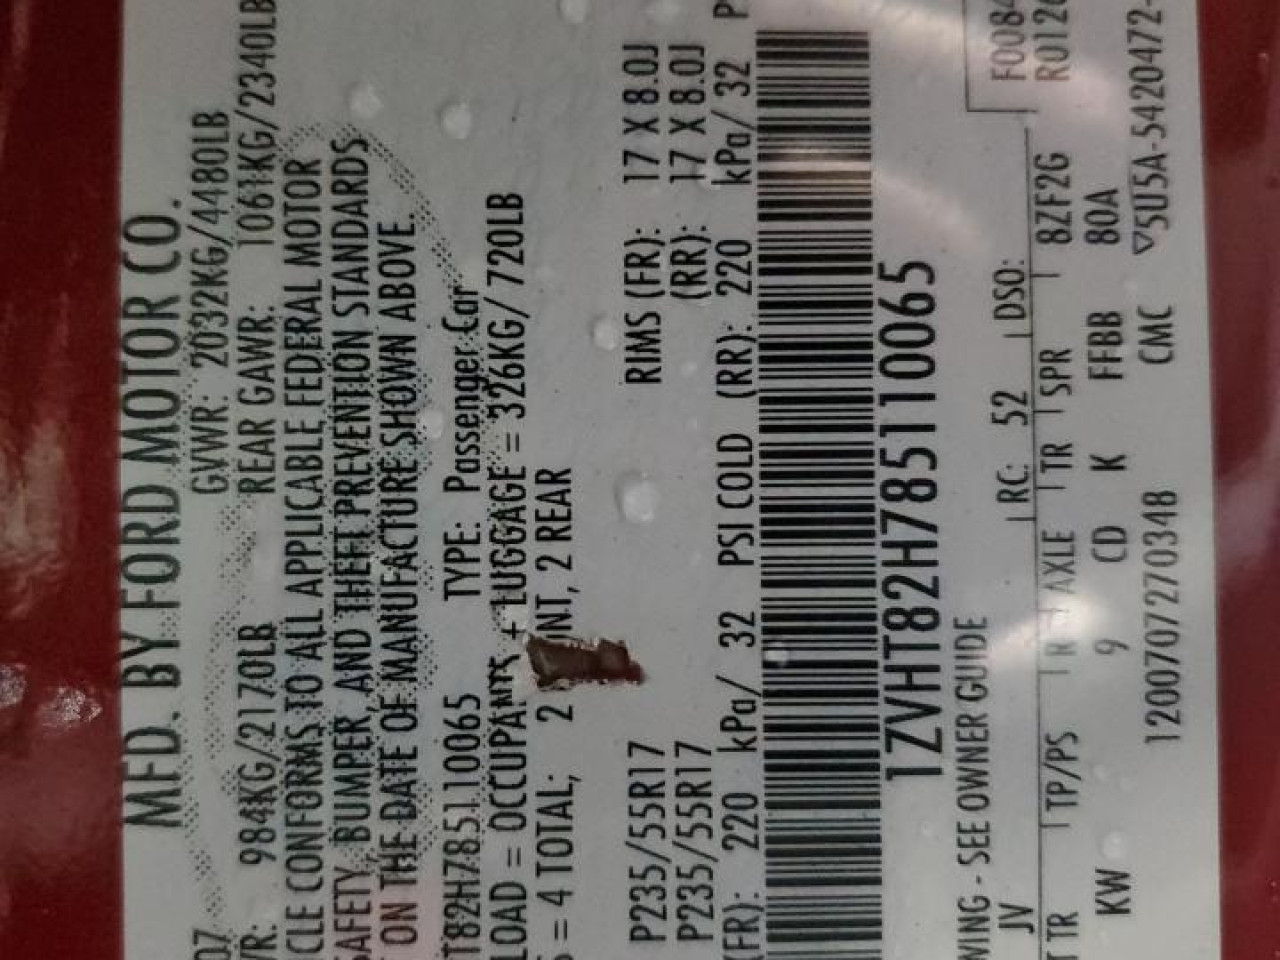 MFD. BY FORD MOTOR CO.
07 GVWR: 2032KG/4480LB
VR: 984KG/2170LB REAR GAWR: 1061KG/2340LB
CLE CONFORMS TO ALL APPLICABLE FEDERAL MOTOR
SAFETY, BUMPER, AND THEFT PREVENTION STANDARDS
T ON THE DATE OF MANUFACTURE SHOWN ABOVE.
T82H785110065 TYPE: Passenger Car
LOAD = OCCUPANTS + LUGGAGE = 326KG/ 720LB
S = 4 TOTAL; 2 ONT, 2 REAR
P235/55R17 RIMS (FR): 17 X 8.0J
P235/55R17 (RR): 17 X 8.0J
(FR): 220 kPa/ 32 PSI COLD (RR): 220 kPa/ 32 P
1ZVHT82H785110065
WING - SEE OWNER GUIDE F0084
JV RC: 52 DSO: R0126
T TR TP/PS R AXLE TR SPR 8ZF2G
KW 9 CD K FFBB 80A
120070727034B CMC ▽5U5A-5420472-